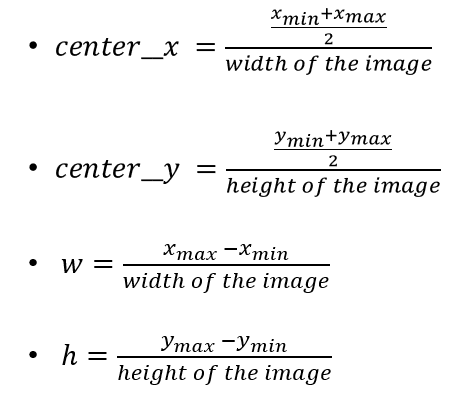 • center_x = ((x_min+x_max)/2)/(width of the image)
• center_y = ((y_min+y_max)/2)/(height of the image)
• w = (x_max −x_min)/(width of the image)
• h = (y_max −y_min)/(height of the image)